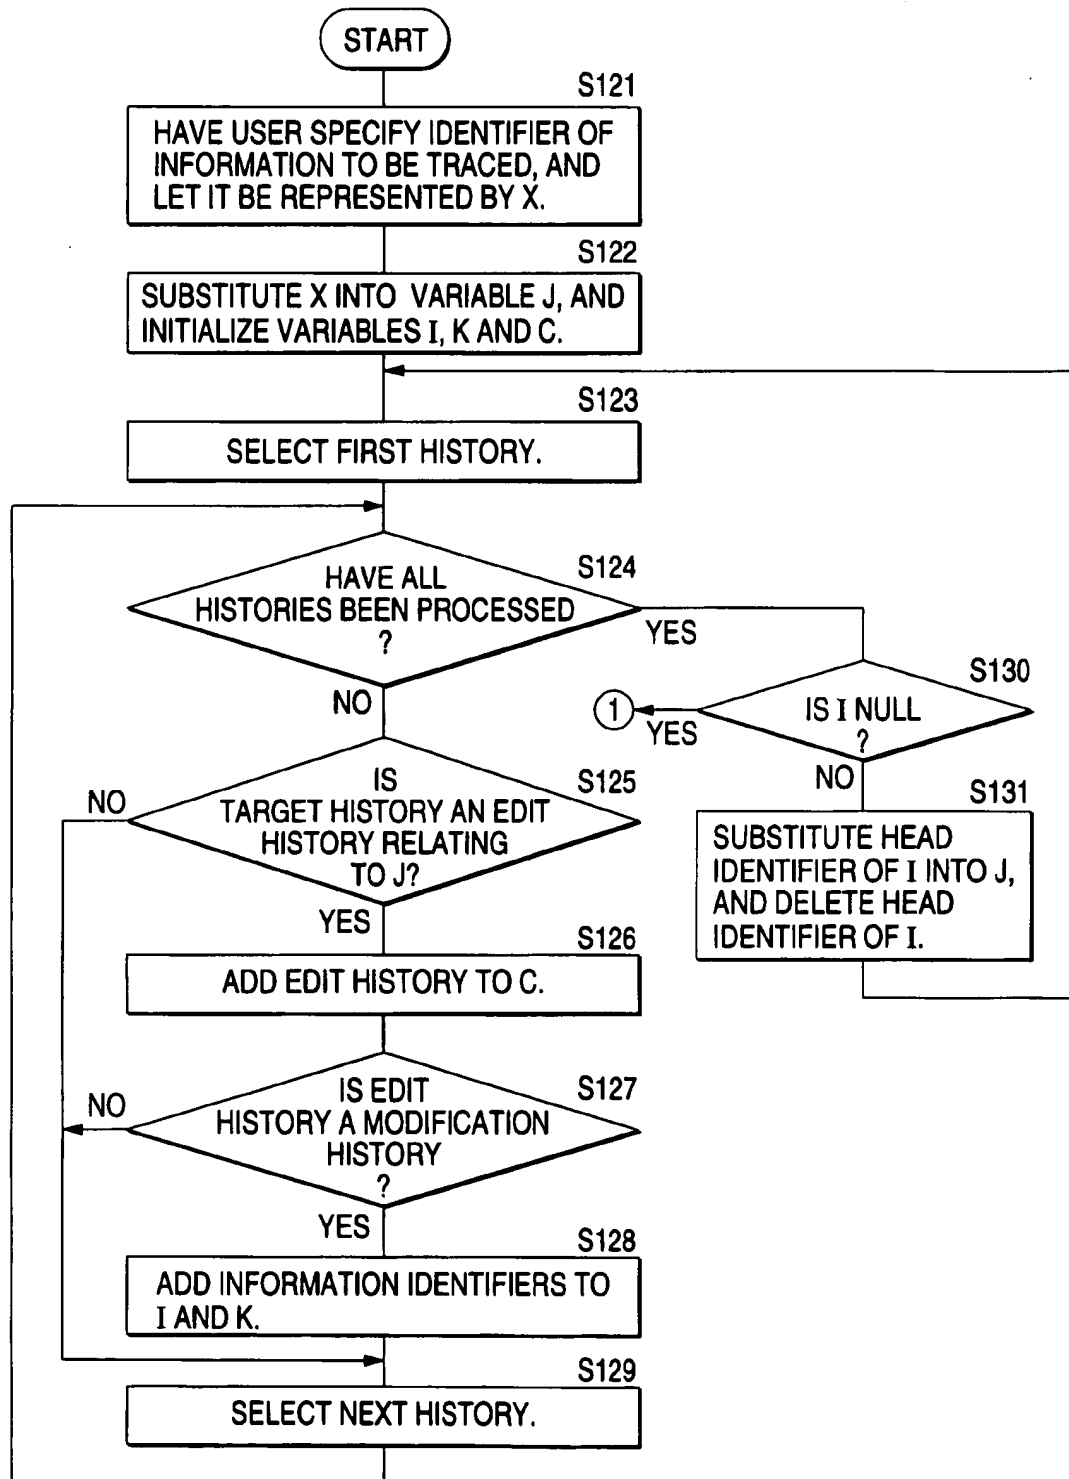 START
S121
HAVE USER SPECIFY IDENTIFIER OF
INFORMATION TO BE TRACED, AND
LET IT BE REPRESENTED BY X.
S122
SUBSTITUTE X INTO VARIABLE J, AND
INITIALIZE VARIABLES I, K AND C.
S123
SELECT FIRST HISTORY.
S124
HAVE ALL
HISTORIES BEEN PROCESSED
?
YES
NO
S130
IS I NULL
?
1
YES
NO
S131
SUBSTITUTE HEAD
IDENTIFIER OF I INTO J,
AND DELETE HEAD
IDENTIFIER OF I.
S125
IS
TARGET HISTORY AN EDIT
HISTORY RELATING
TO J?
NO
YES
S126
ADD EDIT HISTORY TO C.
S127
IS EDIT
HISTORY A MODIFICATION
HISTORY
?
NO
YES
S128
ADD INFORMATION IDENTIFIERS TO
I AND K.
S129
SELECT NEXT HISTORY.